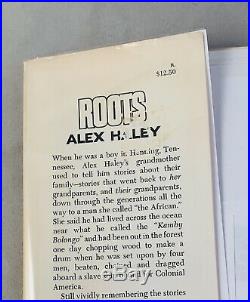 A
$12.50
ROOTS
ALEX HALEY
When he was a boy in Henning, Ten-
nessee, Alex Haley's grandmother
used to tell him stories about their
family—stories that went back to her
grandparents, and their grandparents,
down through the generations all the
way to a man she called "the African."
She said he had lived across the ocean
near what he called the "Kamby
Bolongo" and had been out in the forest
one day chopping wood to make a
drum when he was set upon by four
men, beaten, chained and dragged
aboard a slave ship bound for Colonial
America.
Still vividly remembering the stories